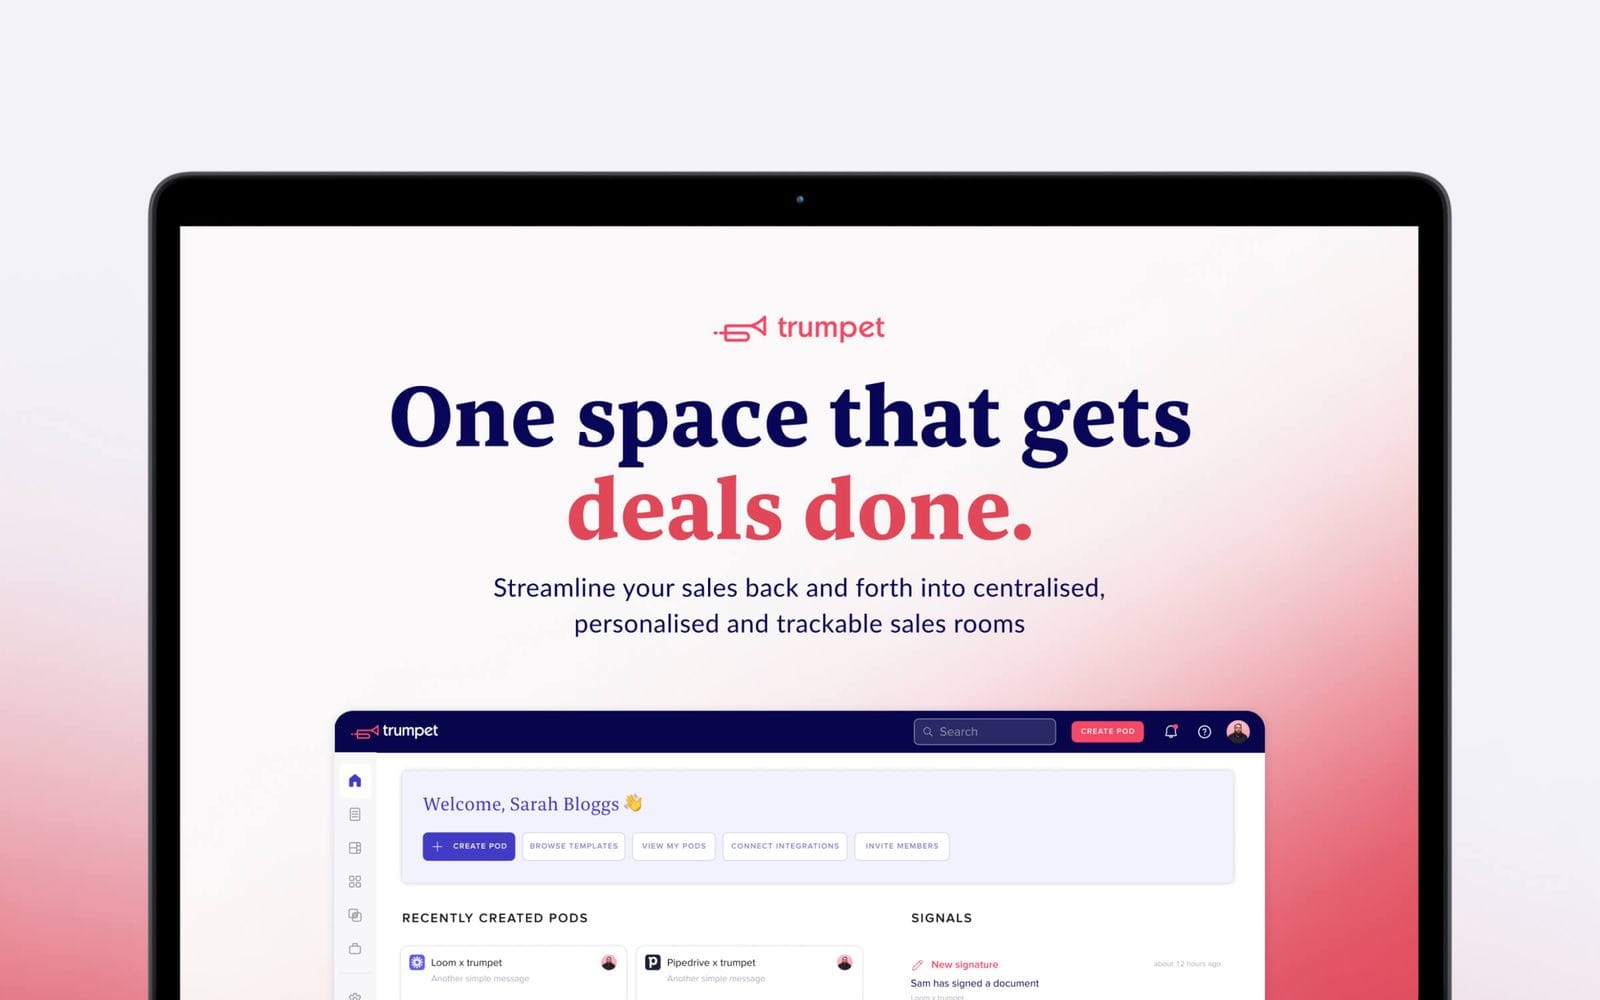 trumpet
One space that gets
deals done.
Streamline your sales back and forth into centralised,
personalised and trackable sales rooms
trumpet
Search
CREATE POD
Welcome, Sarah Bloggs
CREATE POD
BROWSE TEMPLATES
VIEW MY PODS
CONNECT INTEGRATIONS
INVITE MEMBERS
RECENTLY CREATED PODS
SIGNALS
Loom x trumpet
Another simple message
Pipedrive x trumpet
Another simple message
New signature
about 12 hours ago
Sam has signed a document
Loom x trumpet